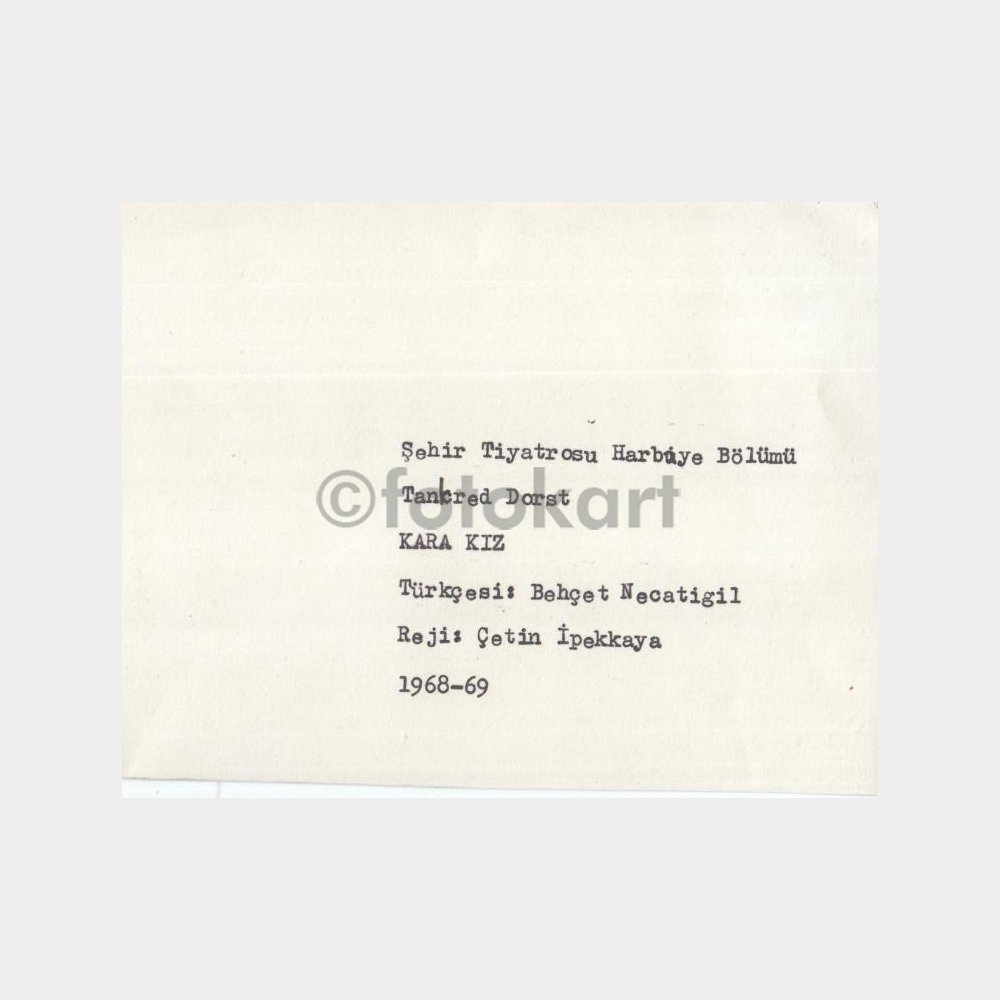 Şehir Tiyatrosu Harbiye Bölümü
Tankred Dorst
©fotokart
KARA KIZ
Türkçesi: Behçet Necatigil
Reji: Çetin İpekkaya
1968-69